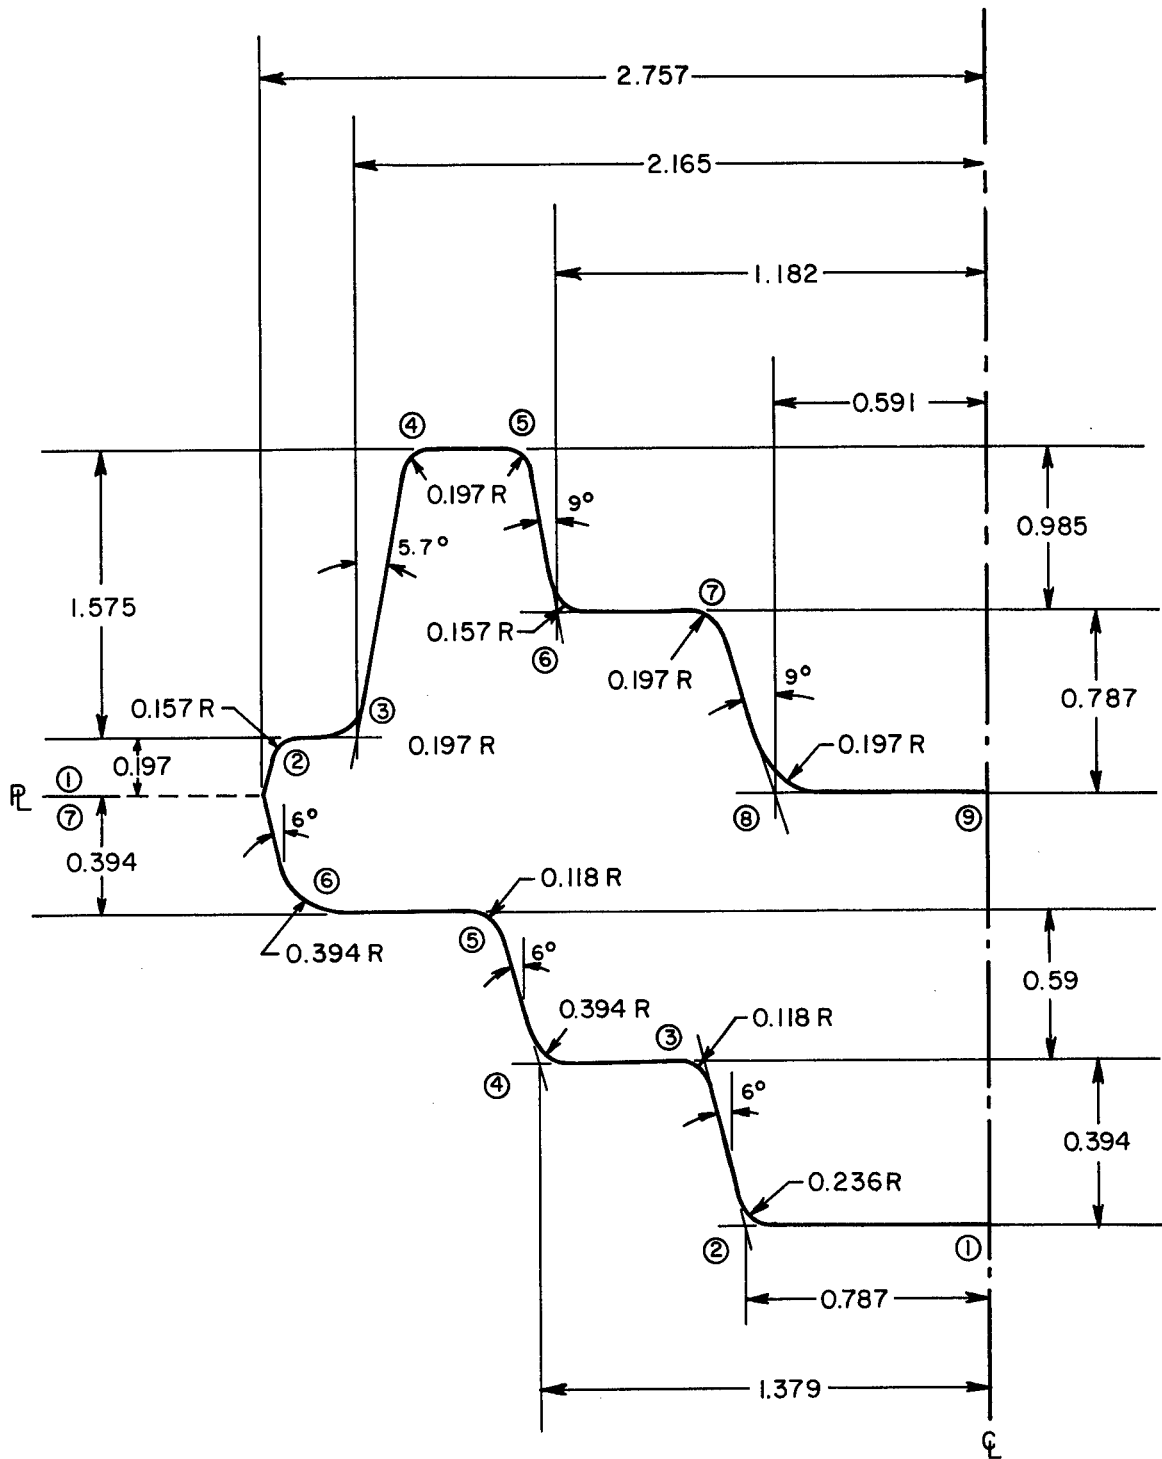 2.757
2.165
1.182
0.591
④ ⑤
0.197 R
9°
0.985
5.7°
1.575
⑦
0.157 R
⑥
0.197 R
9°
0.787
0.157 R
③
0.197 R
0.197 R
②
0.197
PL ①
⑦
⑧ ⑨
6°
0.394
⑥
0.118 R
⑤
0.394 R
6°
0.59
0.394 R
③
0.118 R
④
6°
0.394
0.236 R
②
①
0.787
1.379
CL